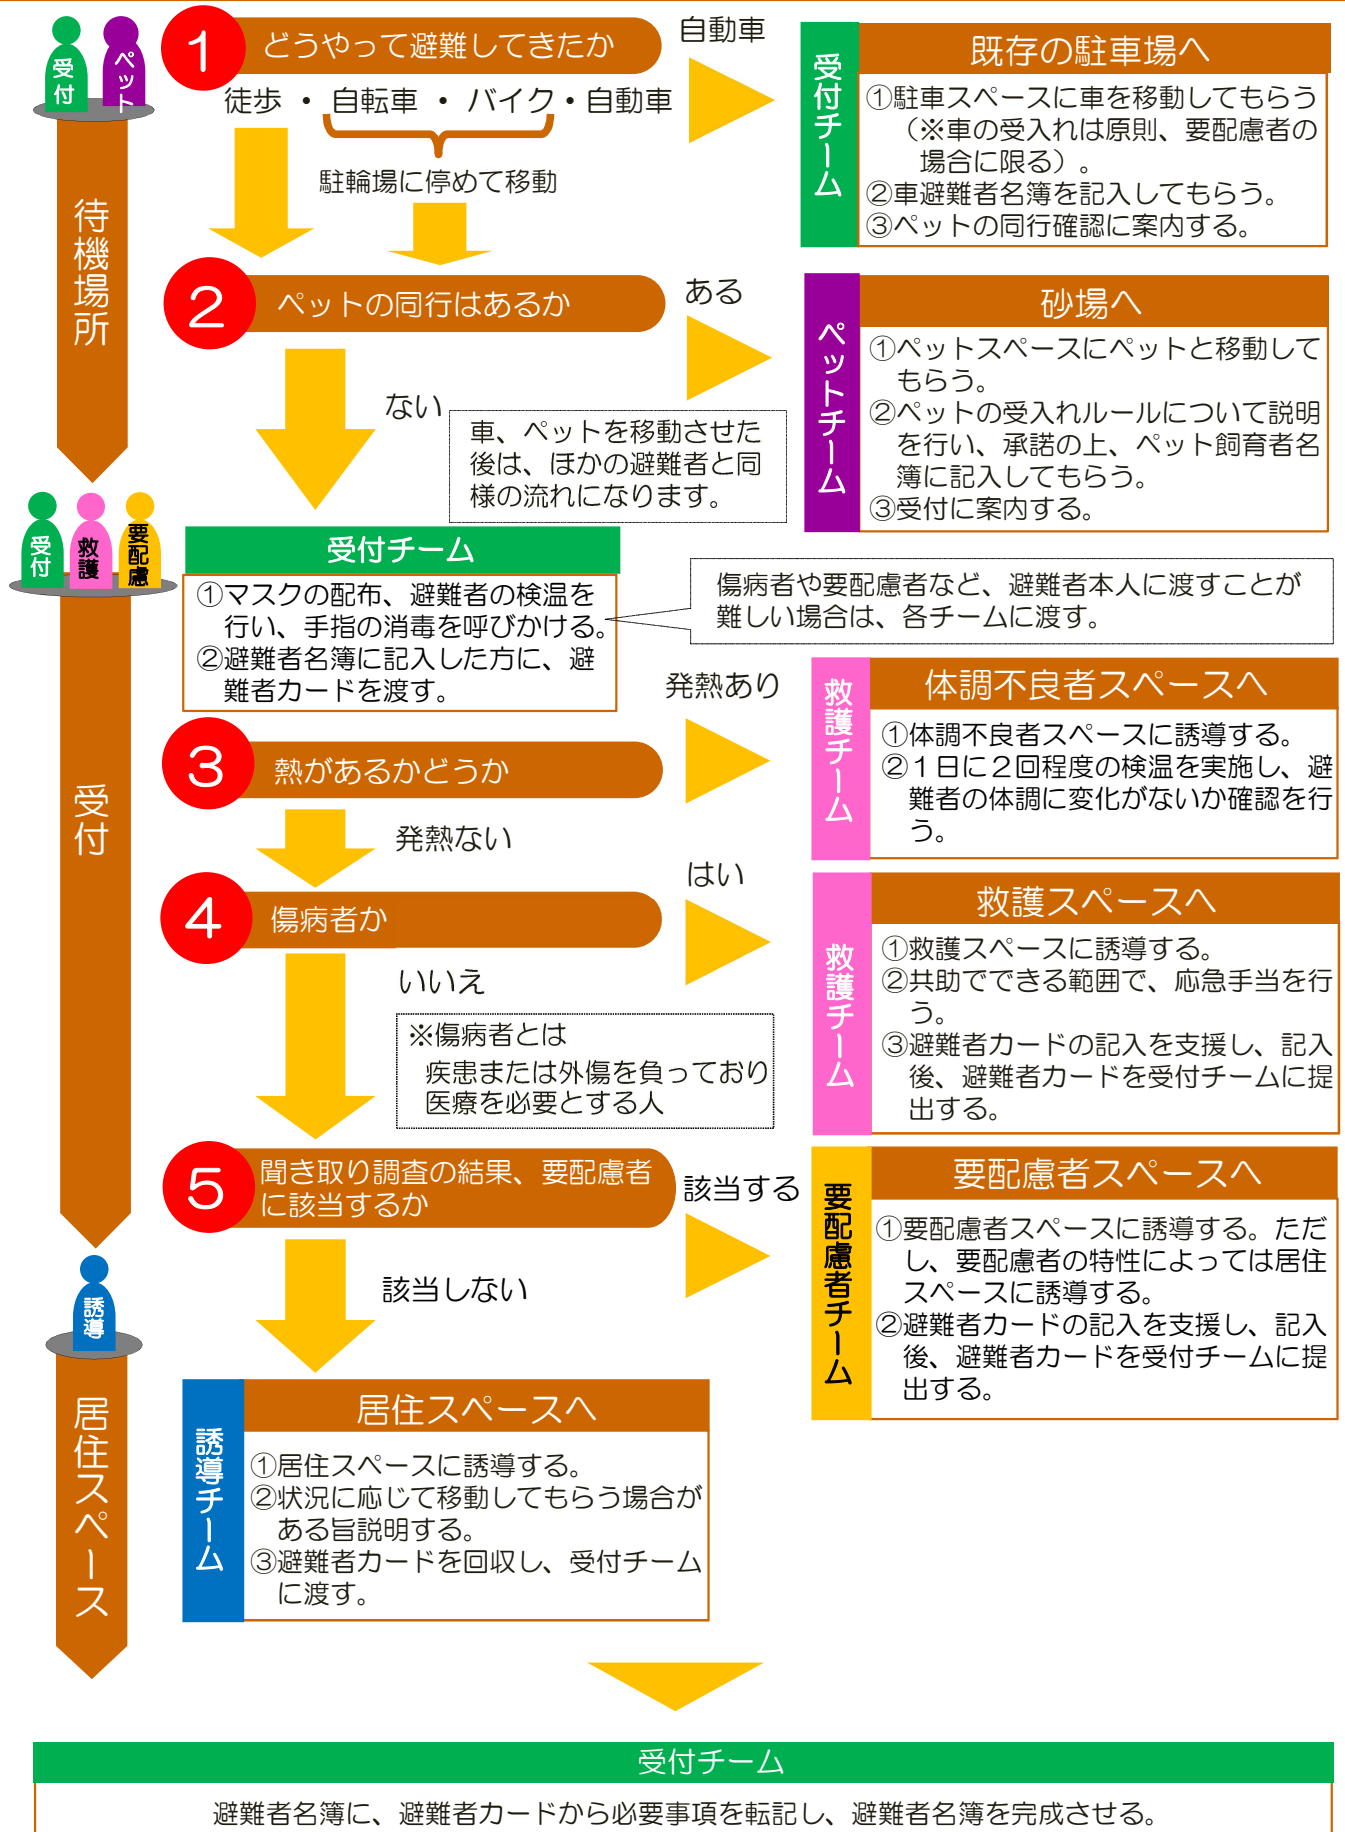 受付
ペット
待機場所
1
どうやって避難してきたか
自動車
徒歩 ・ 自転車 ・ バイク・自動車
駐輪場に停めて移動
受付チーム
既存の駐車場へ
①駐車スペースに車を移動してもらう
（※車の受入れは原則、要配慮者の
場合に限る）。
②車避難者名簿を記入してもらう。
③ペットの同行確認に案内する。
2
ペットの同行はあるか
ある
ない
車、ペットを移動させた
後は、ほかの避難者と同
様の流れになります。
ペットチーム
砂場へ
①ペットスペースにペットと移動して
もらう。
②ペットの受入れルールについて説明
を行い、承諾の上、ペット飼育者名
簿に記入してもらう。
③受付に案内する。
受付
救護
要配慮
受付
受付チーム
①マスクの配布、避難者の検温を
行い、手指の消毒を呼びかける。
②避難者名簿に記入した方に、避
難者カードを渡す。
傷病者や要配慮者など、避難者本人に渡すことが
難しい場合は、各チームに渡す。
3
熱があるかどうか
発熱あり
発熱ない
救護チーム
体調不良者スペースへ
①体調不良者スペースに誘導する。
②１日に２回程度の検温を実施し、避
難者の体調に変化がないか確認を行
う。
4
傷病者か
はい
いいえ
※傷病者とは
疾患または外傷を負っており
医療を必要とする人
救護チーム
救護スペースへ
①救護スペースに誘導する。
②共助でできる範囲で、応急手当を行
う。
③避難者カードの記入を支援し、記入
後、避難者カードを受付チームに提
出する。
5
聞き取り調査の結果、要配慮者
に該当するか
該当する
該当しない
要配慮者チーム
要配慮者スペースへ
①要配慮者スペースに誘導する。ただ
し、要配慮者の特性によっては居住
スペースに誘導する。
②避難者カードの記入を支援し、記入
後、避難者カードを受付チームに提
出する。
誘導
居住スペース
誘導チーム
居住スペースへ
①居住スペースに誘導する。
②状況に応じて移動してもらう場合が
ある旨説明する。
③避難者カードを回収し、受付チーム
に渡す。
受付チーム
避難者名簿に、避難者カードから必要事項を転記し、避難者名簿を完成させる。